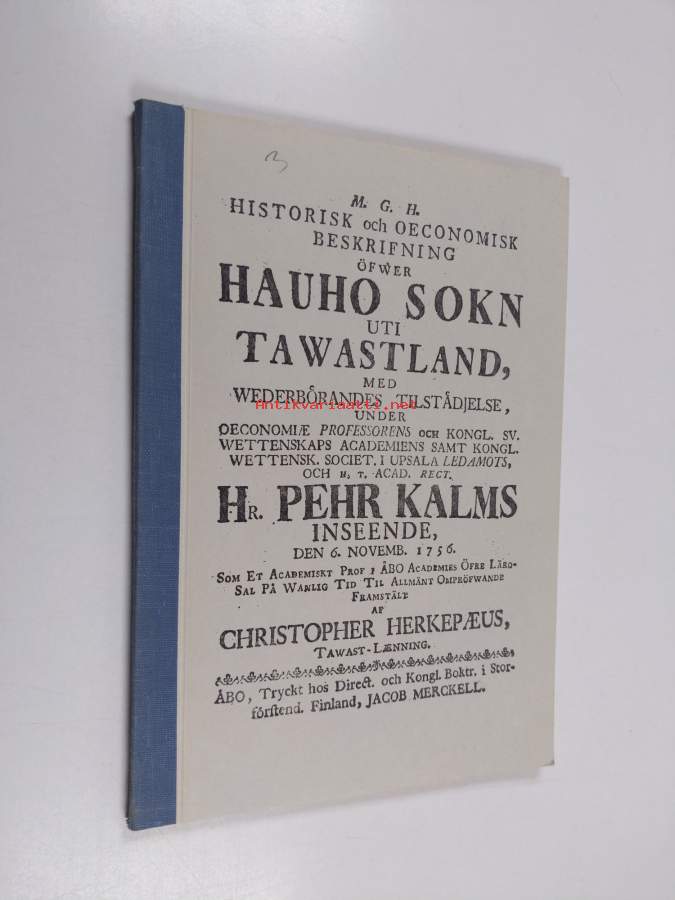 3
M. G. H.
HISTORISK och OECONOMISK
BESKRIFNING
ÖFWER
HAUHO SOKN
UTI
TAWASTLAND,
MED
WEDERBÖRANDES TILSTÅDJELSE,
Antikvariaatti.net
UNDER
OECONOMIÆ PROFESSORENS OCH KONGL. SV.
WETTENSKAPS ACADEMIENS SAMT KONGL.
WETTENSK. SOCIET. I UPSALA LEDAMOTS,
OCH H. T. ACAD. RECT.
HR. PEHR KALMS
INSEENDE,
DEN 6. NOVEMB. 1756.
SOM ET ACADEMISKT PROF I ÅBO ACADEMIES ÖFRE LÄRO-
SAL PÅ WANLIG TID TIL ALLMÄNT OMPRÖFWANDE
FRAMSTÄLT
AF
CHRISTOPHER HERKEPÆUS,
TAWAST-LÆNNING.
ÅBO, Tryckt hos Direct. och Kongl. Boktr. i Stor-
förstend. Finland, JACOB MERCKELL.